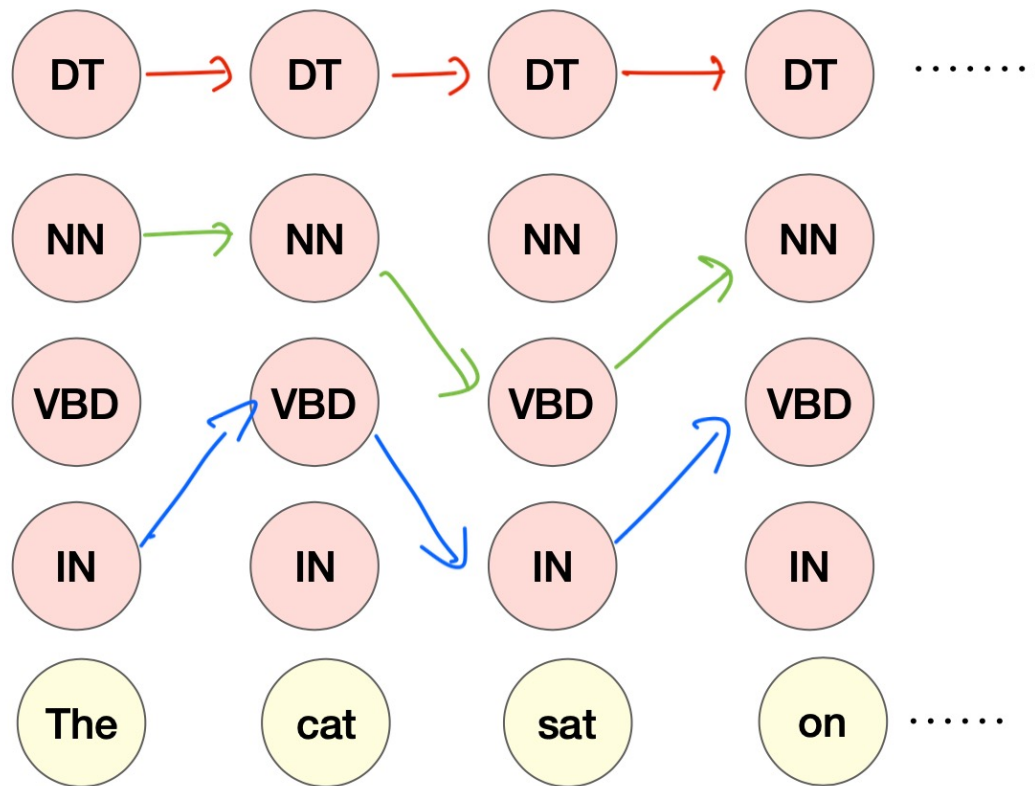 DT DT DT DT .......
NN NN NN NN
VBD VBD VBD VBD
IN IN IN IN
The cat sat on ......